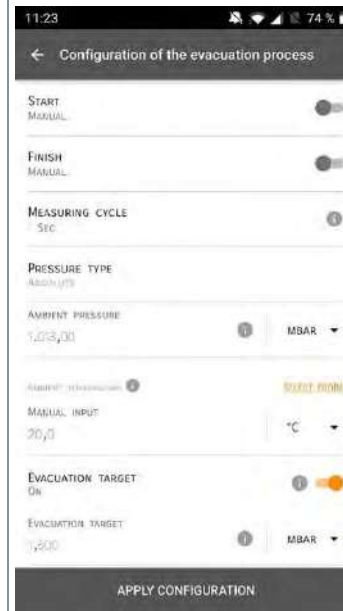 11:23
74 %
← Configuration of the evacuation process
START
MANUAL
FINISH
MANUAL
MEASURING CYCLE
SEC
PRESSURE TYPE
ABSOLUTE
AMBIENT PRESSURE
1.013,00 MBAR
SELECT PROBE
MANUAL INPUT
20,0 °C
EVACUATION TARGET
ON
EVACUATION TARGET
MBAR
APPLY CONFIGURATION